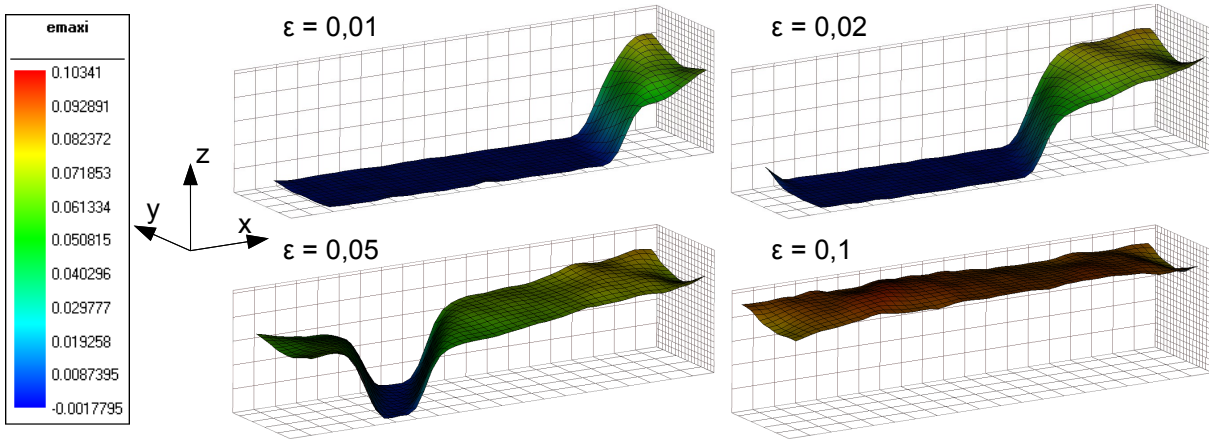 emaxi
0.10341
0.092891
0.082372
0.071853
0.061334
0.050815
0.040296
0.029777
0.019258
0.0087395
-0.0017795
z
y
x
ε = 0,01
ε = 0,02
ε = 0,05
ε = 0,1